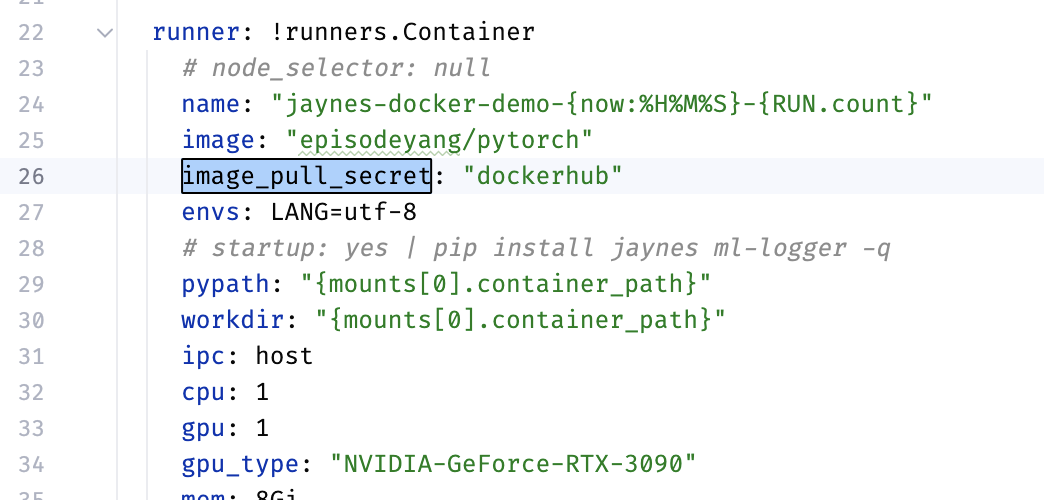 22 runner: !runners.Container
23 # node_selector: null
24 name: "jaynes-docker-demo-{now:%H%M%S}-{RUN.count}"
25 image: "episodeyang/pytorch"
26 image_pull_secret: "dockerhub"
27 envs: LANG=utf-8
28 # startup: yes | pip install jaynes ml-logger -q
29 pypath: "{mounts[0].container_path}"
30 workdir: "{mounts[0].container_path}"
31 ipc: host
32 cpu: 1
33 gpu: 1
34 gpu_type: "NVIDIA-GeForce-RTX-3090"
35 mem: 8Gi